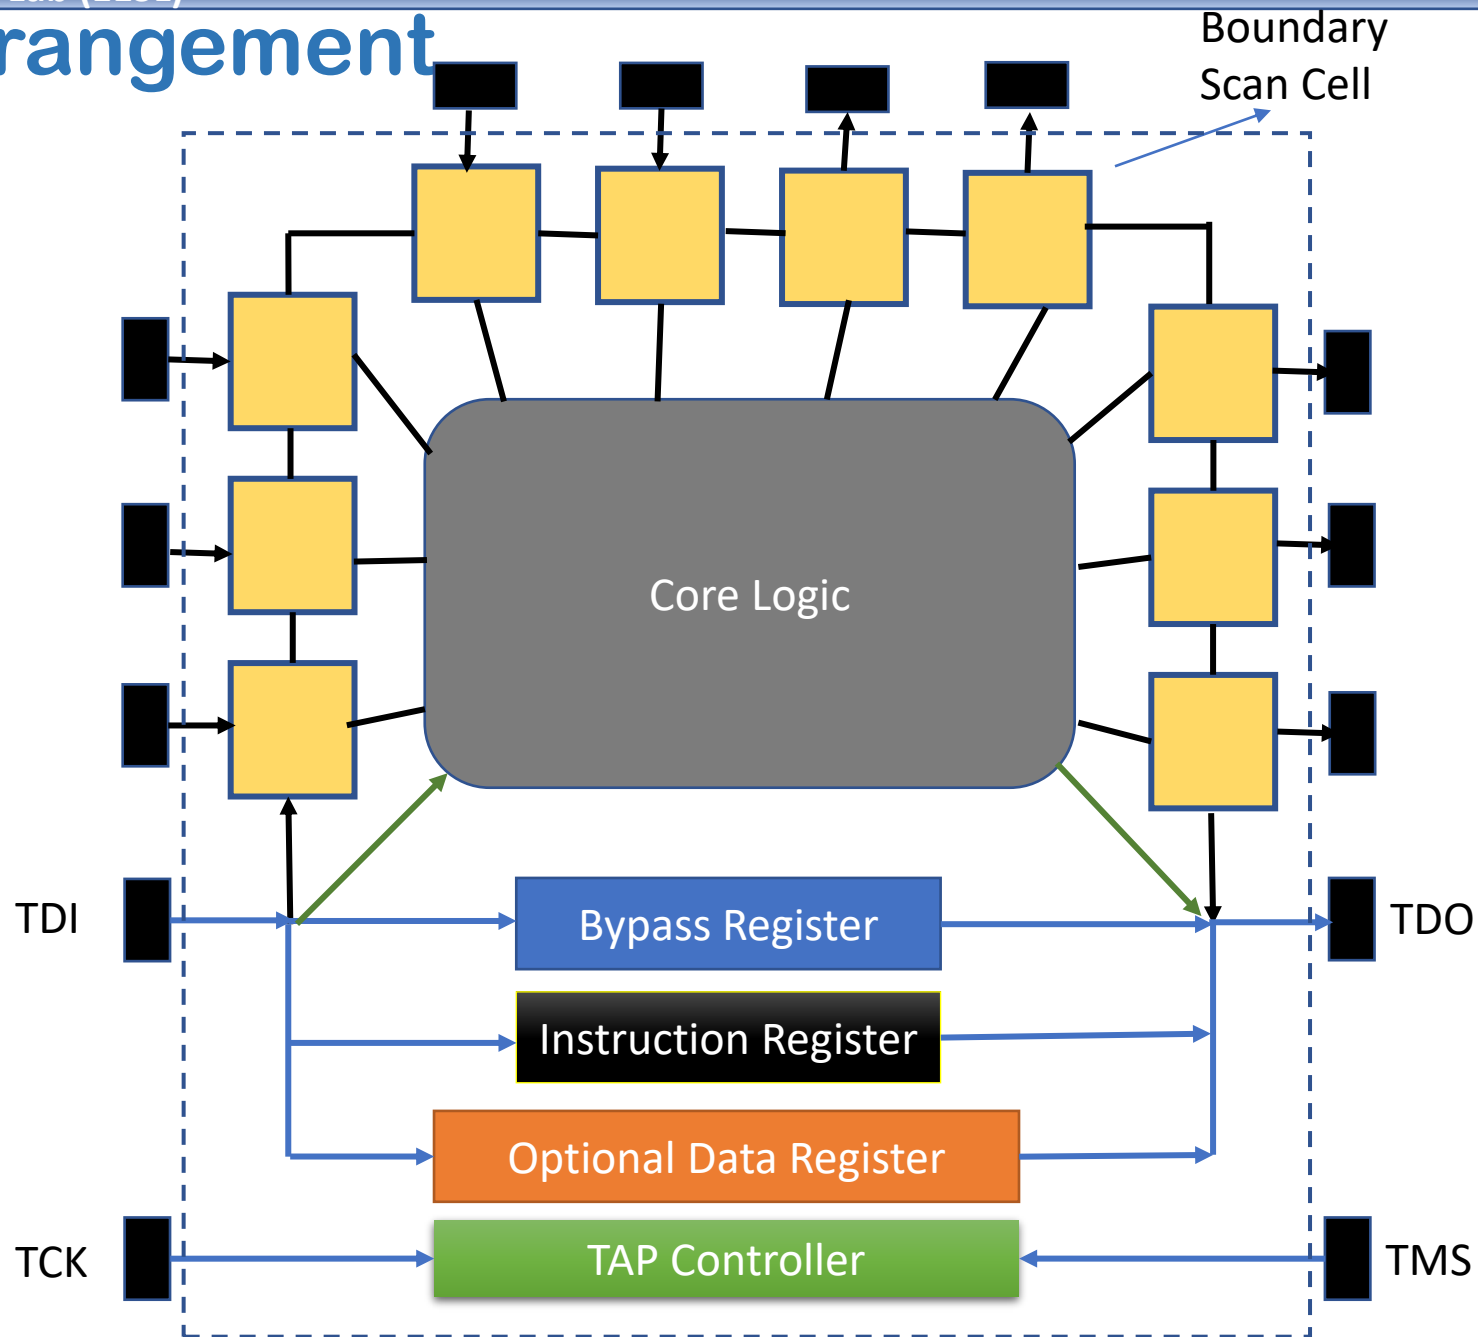 rangement
Boundary
Scan Cell
Core Logic
TDI
Bypass Register
TDO
Instruction Register
Optional Data Register
TCK
TAP Controller
TMS